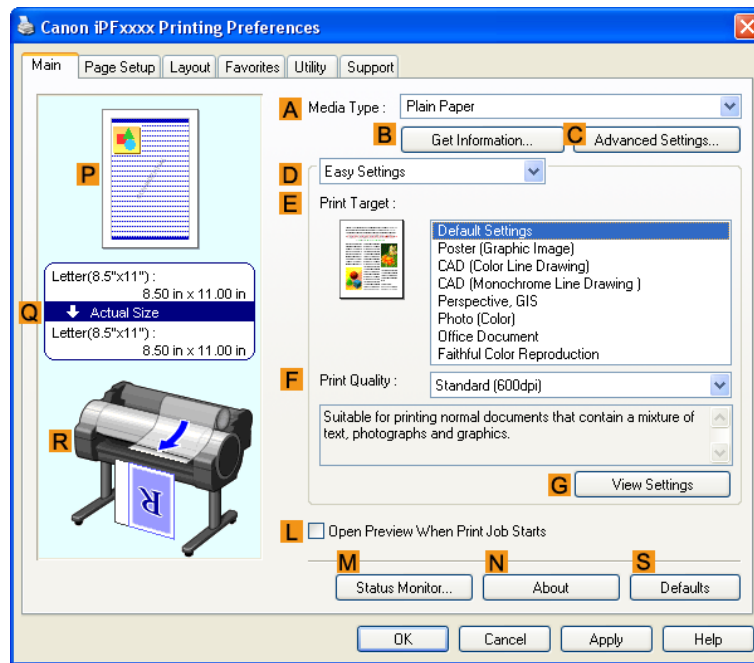 Canon iPFxxxx Printing Preferences
Main Page Setup Layout Favorites Utility Support
A Media Type : Plain Paper
B Get Information... C Advanced Settings...
P
D Easy Settings
E Print Target :
Default Settings
Poster (Graphic Image)
CAD (Color Line Drawing)
CAD (Monochrome Line Drawing )
Perspective, GIS
Photo (Color)
Office Document
Faithful Color Reproduction
Letter(8.5"x11") :
8.50 in x 11.00 in
Q Actual Size
Letter(8.5"x11") :
8.50 in x 11.00 in
F Print Quality : Standard (600dpi)
Suitable for printing normal documents that contain a mixture of
text, photographs and graphics.
R
R
G View Settings
L Open Preview When Print Job Starts
M Status Monitor... N About S Defaults
OK Cancel Apply Help